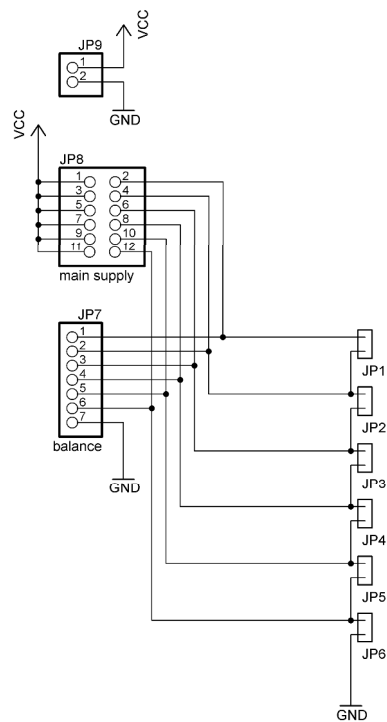 VCC
JP9
1
2
GND
VCC
JP8
1 2
3 4
5 6
7 8
9 10
11 12
main supply
JP7
1
2
3
4
5
6
7
balance
GND
JP1
JP2
JP3
JP4
JP5
JP6
GND